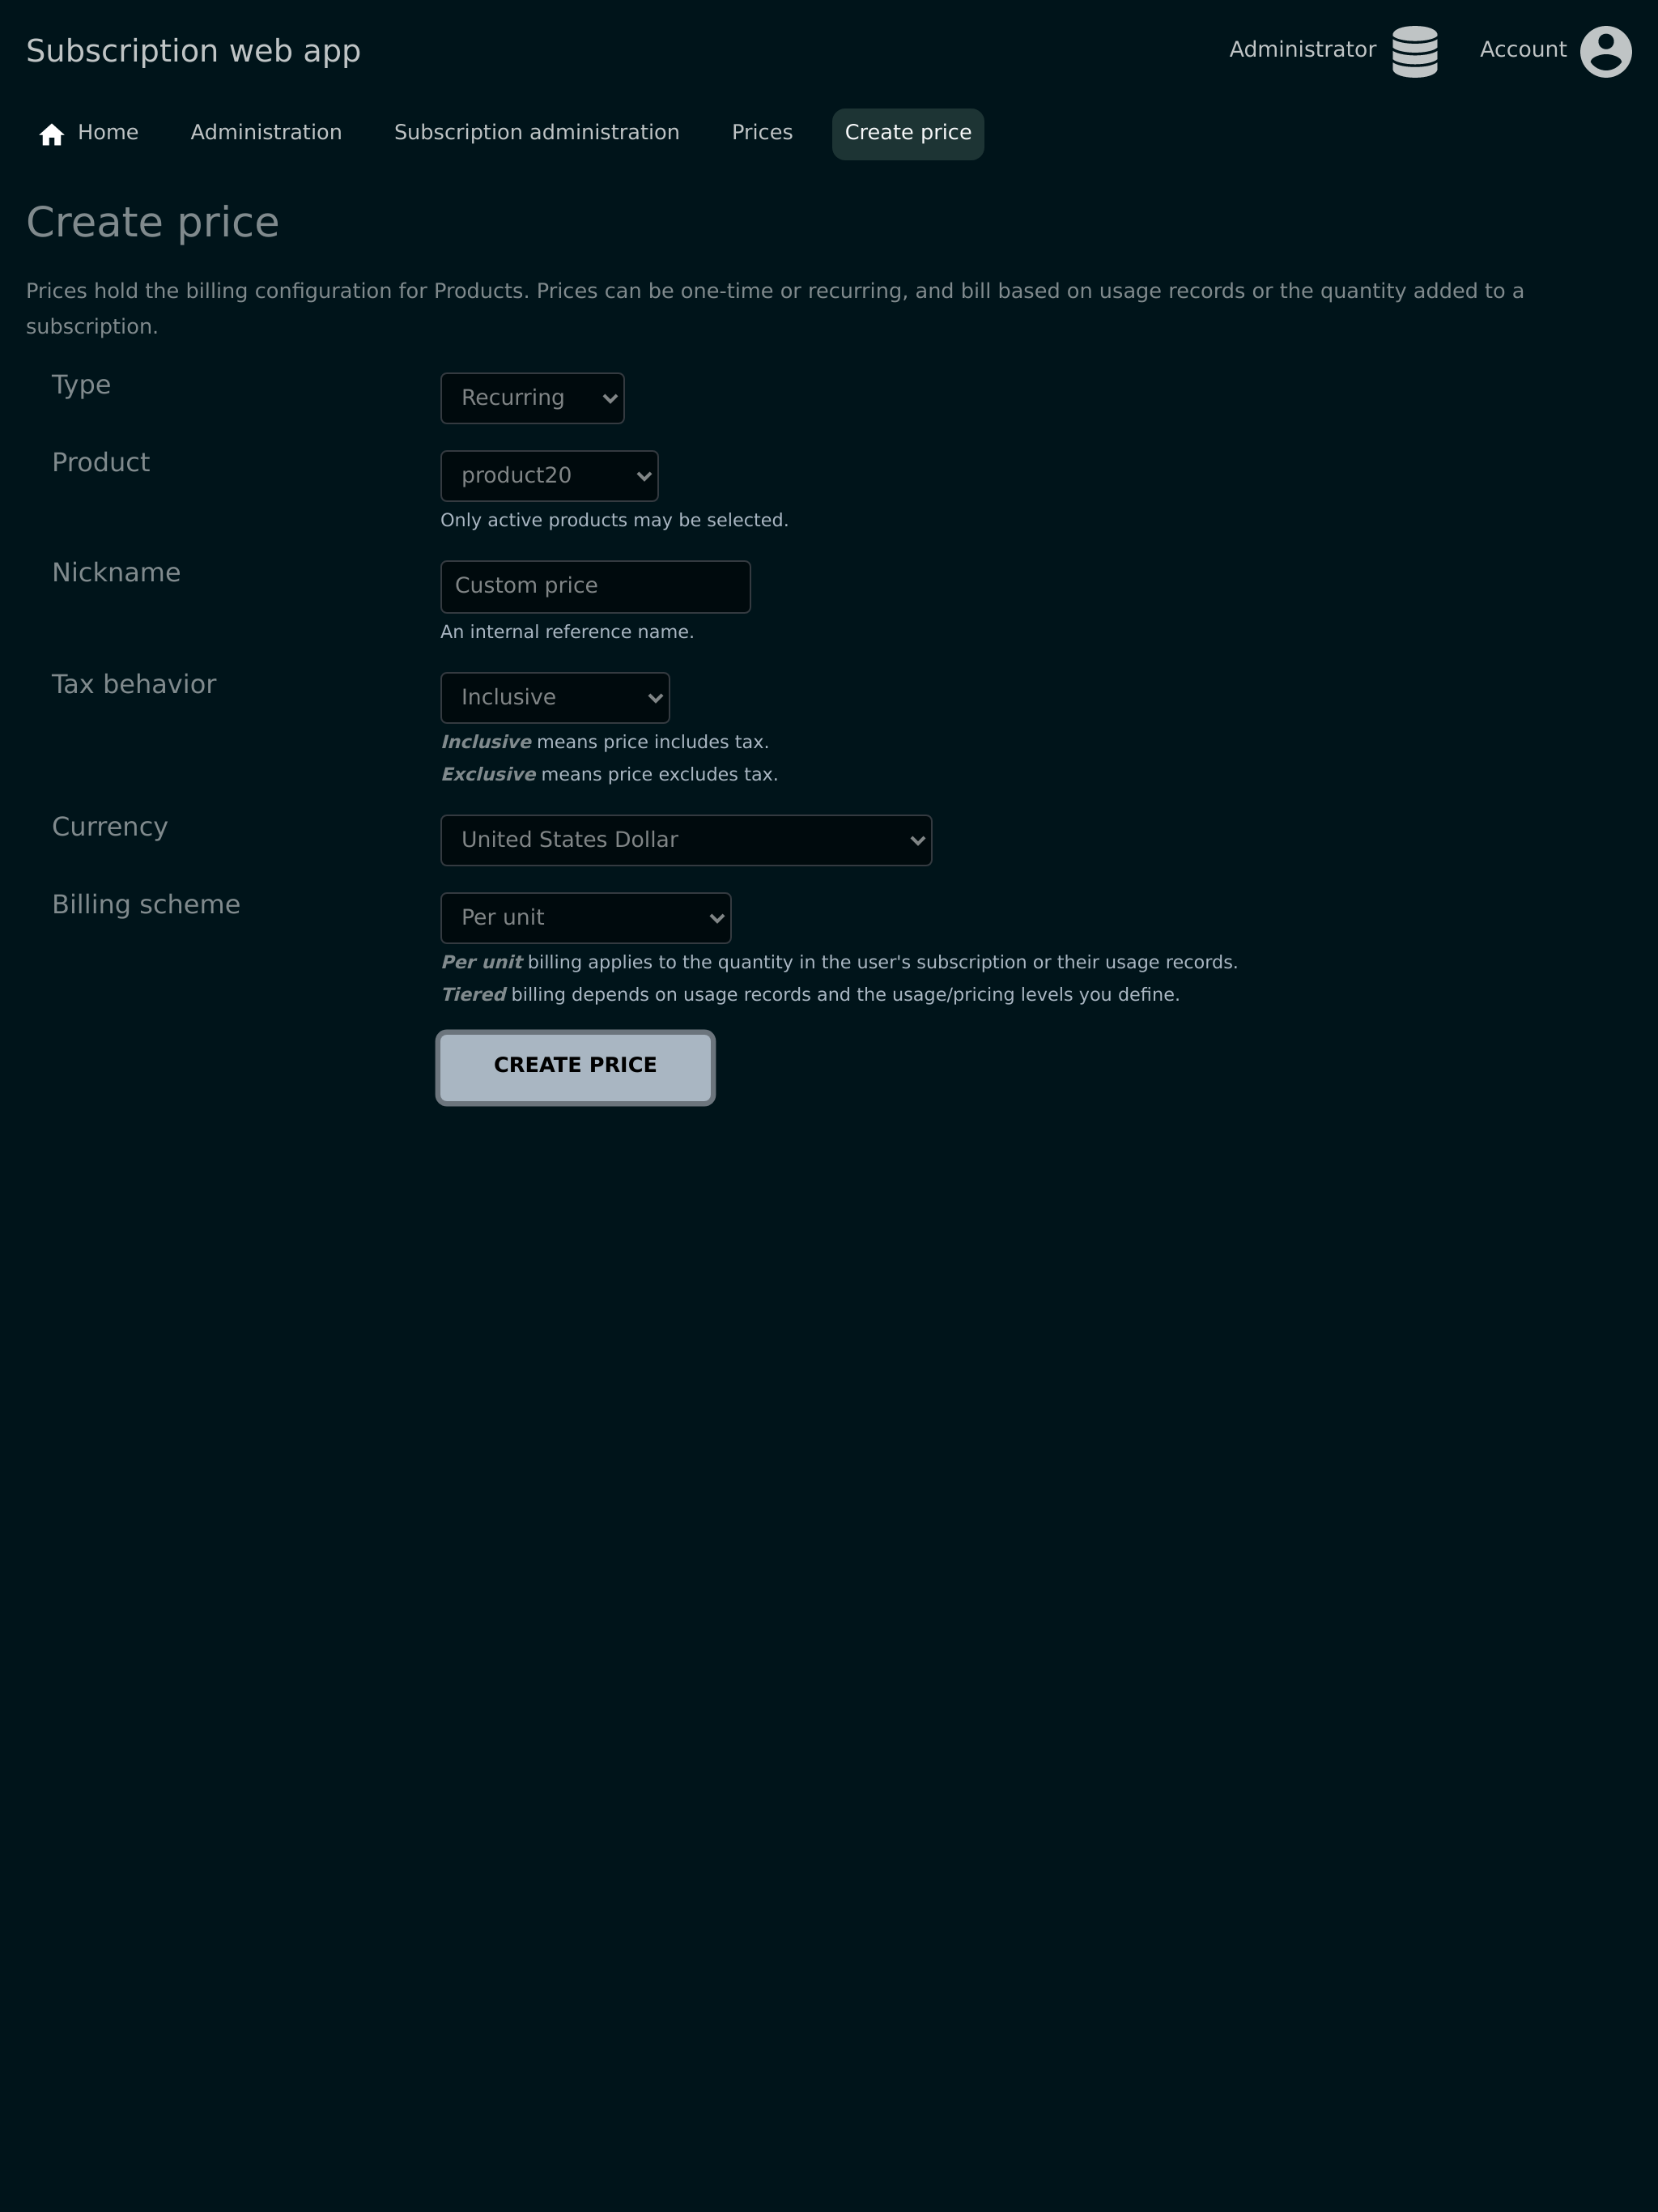 Subscription web app
Administrator
Account
Home
Administration
Subscription administration
Prices
Create price
Create price
Prices hold the billing configuration for Products. Prices can be one-time or recurring, and bill based on usage records or the quantity added to a
subscription.
Type
Recurring
Product
product20
Only active products may be selected.
Nickname
Custom price
An internal reference name.
Tax behavior
Inclusive
Inclusive means price includes tax.
Exclusive means price excludes tax.
Currency
United States Dollar
Billing scheme
Per unit
Per unit billing applies to the quantity in the user's subscription or their usage records.
Tiered billing depends on usage records and the usage/pricing levels you define.
CREATE PRICE